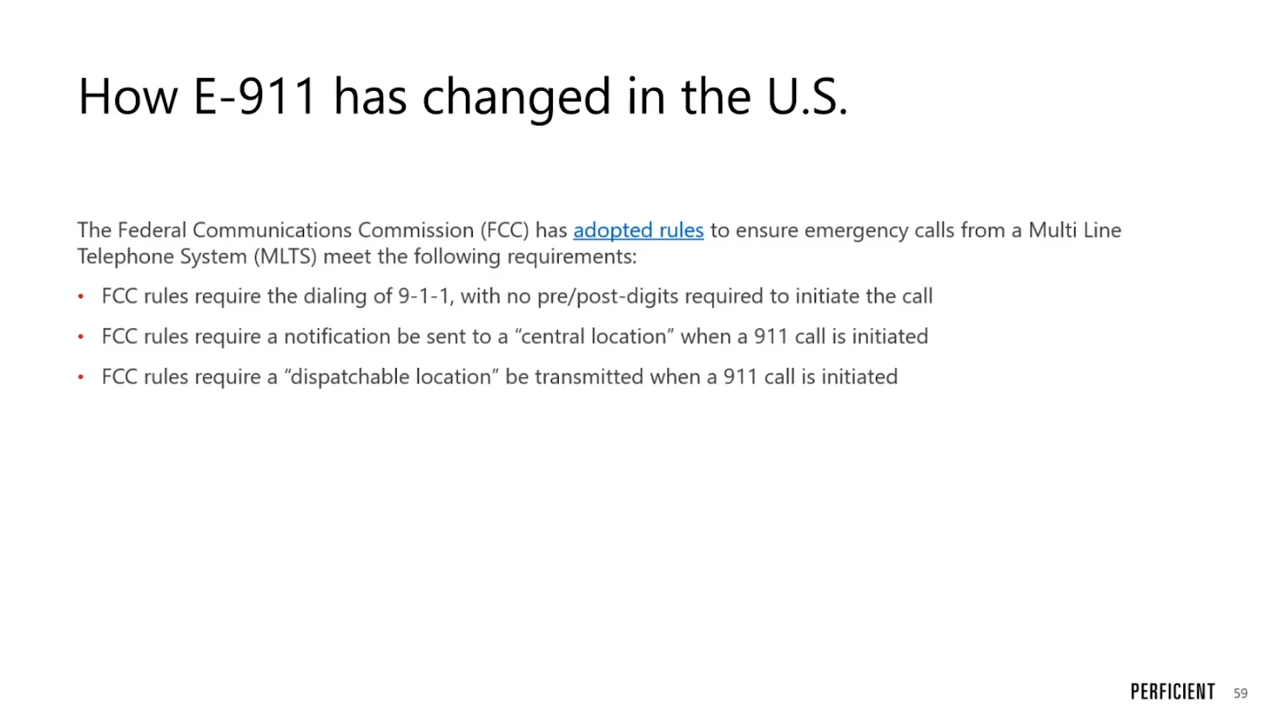 How E-911 has changed in the U.S.
The Federal Communications Commission (FCC) has adopted rules to ensure emergency calls from a Multi Line
Telephone System (MLTS) meet the following requirements:
• FCC rules require the dialing of 9-1-1, with no pre/post-digits required to initiate the call
• FCC rules require a notification be sent to a “central location” when a 911 call is initiated
• FCC rules require a “dispatchable location” be transmitted when a 911 call is initiated
PERFICIENT 59